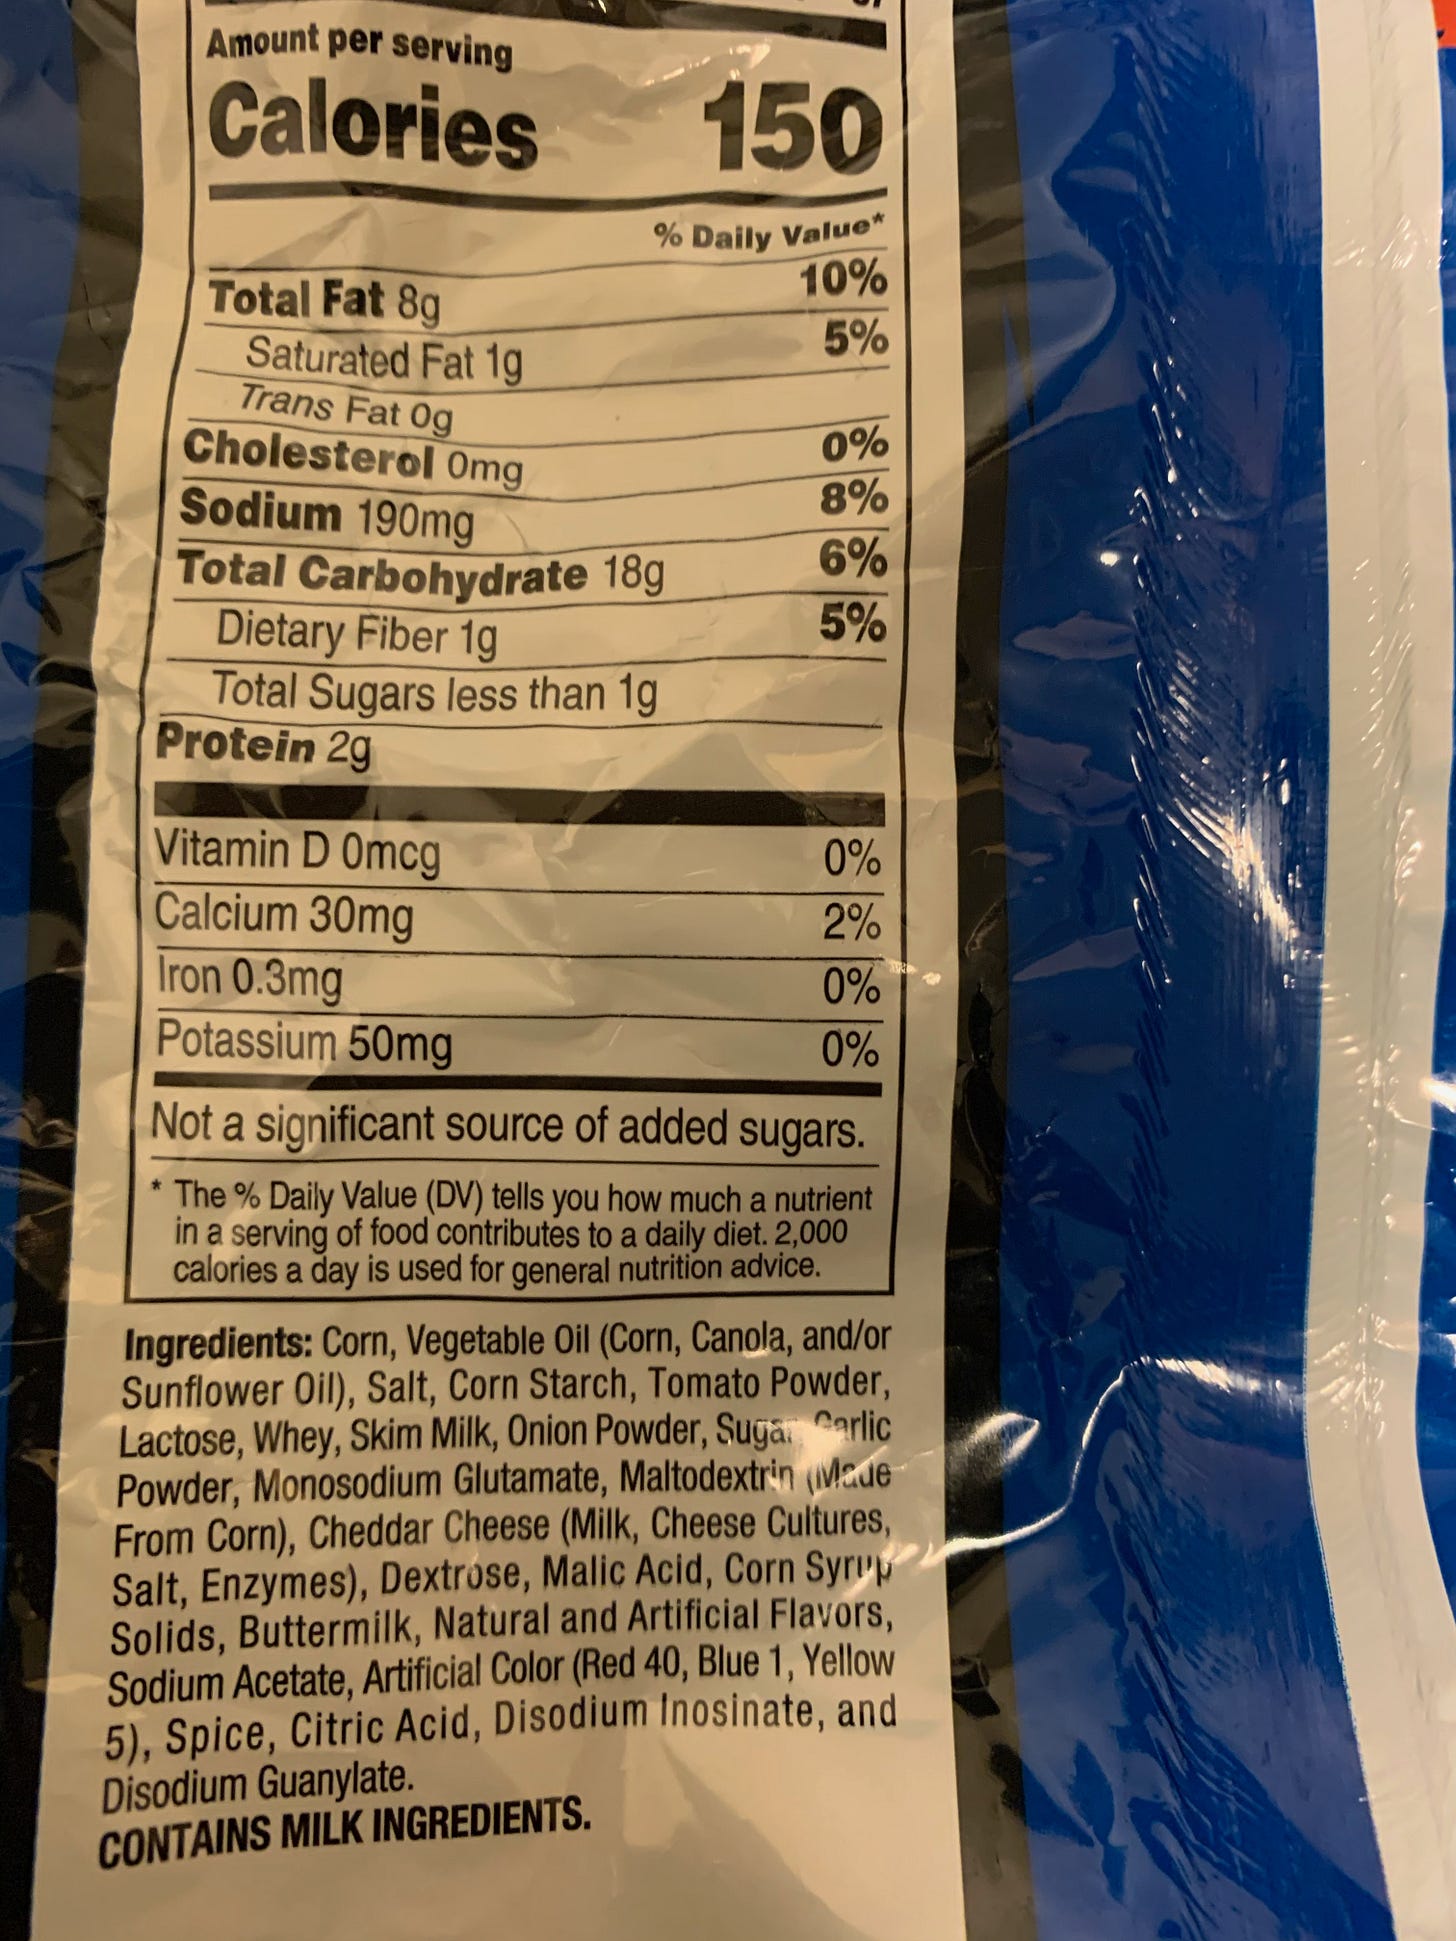 Amount per serving
Calories 150
% Daily Value*
Total Fat 8g 10%
Saturated Fat 1g 5%
Trans Fat 0g
Cholesterol 0mg 0%
Sodium 190mg 8%
Total Carbohydrate 18g 6%
Dietary Fiber 1g 5%
Total Sugars less than 1g
Protein 2g
Vitamin D 0mcg 0%
Calcium 30mg 2%
Iron 0.3mg 0%
Potassium 50mg 0%
Not a significant source of added sugars.
* The % Daily Value (DV) tells you how much a nutrient
in a serving of food contributes to a daily diet. 2,000
calories a day is used for general nutrition advice.
Ingredients: Corn, Vegetable Oil (Corn, Canola, and/or
Sunflower Oil), Salt, Corn Starch, Tomato Powder,
Lactose, Whey, Skim Milk, Onion Powder, Sugar, Garlic
Powder, Monosodium Glutamate, Maltodextrin (Made
From Corn), Cheddar Cheese (Milk, Cheese Cultures,
Salt, Enzymes), Dextrose, Malic Acid, Corn Syrup
Solids, Buttermilk, Natural and Artificial Flavors,
Sodium Acetate, Artificial Color (Red 40, Blue 1, Yellow
5), Spice, Citric Acid, Disodium Inosinate, and
Disodium Guanylate.
CONTAINS MILK INGREDIENTS.